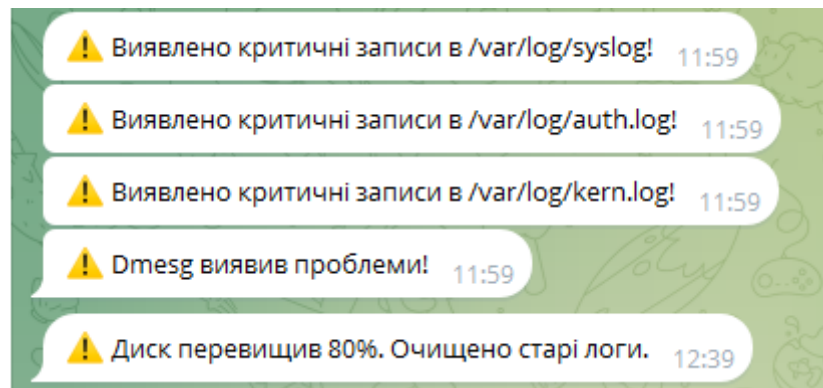 ⚠️ Виявлено критичні записи в /var/log/syslog! 11:59
⚠️ Виявлено критичні записи в /var/log/auth.log! 11:59
⚠️ Виявлено критичні записи в /var/log/kern.log! 11:59
⚠️ Dmesg виявив проблеми! 11:59
⚠️ Диск перевищив 80%. Очищено старі логи. 12:39